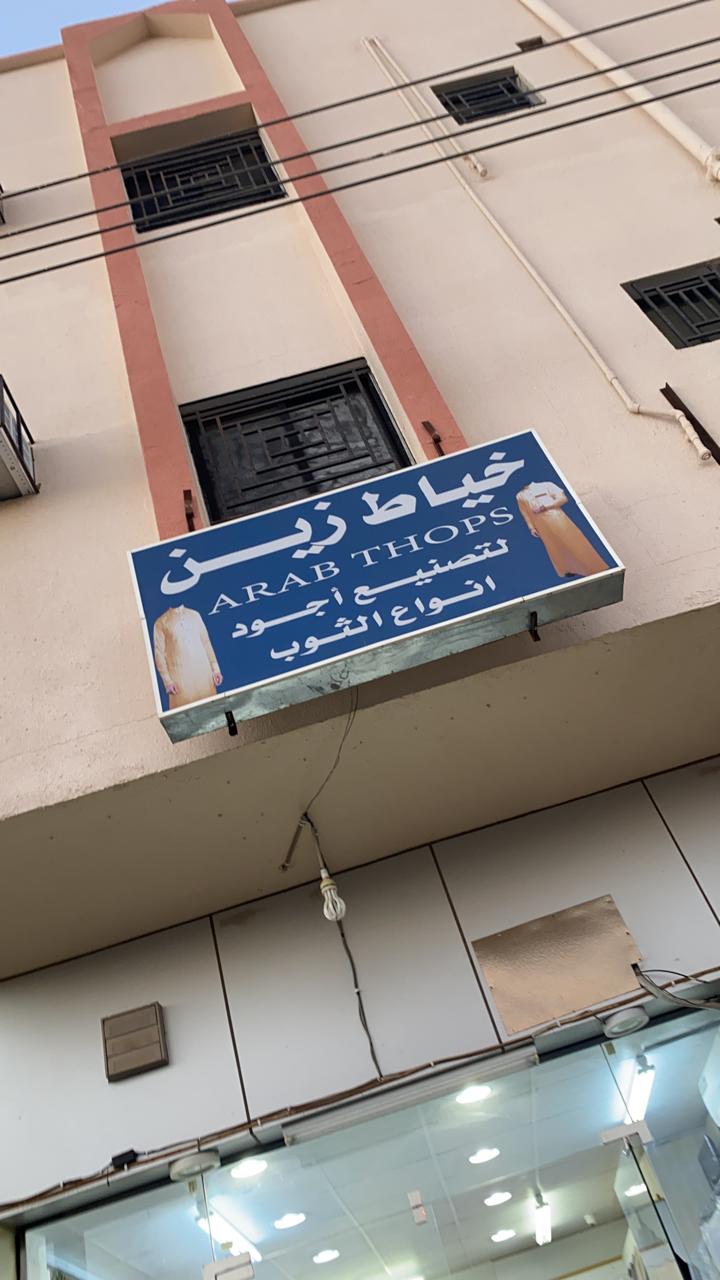 خياط زين
ARAB THOPS
لتصنيع أجود
انواع الثوب